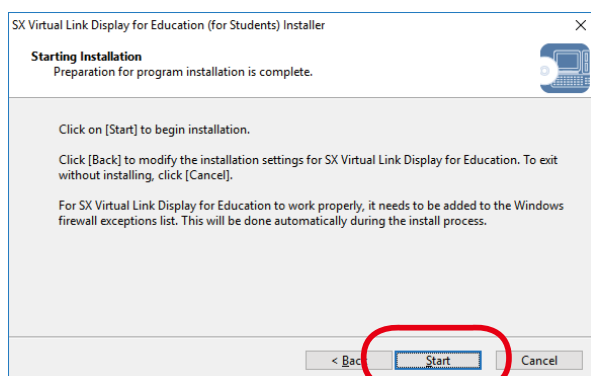 SX Virtual Link Display for Education (for Students) Installer
Starting Installation
Preparation for program installation is complete.
Click on [Start] to begin installation.
Click [Back] to modify the installation settings for SX Virtual Link Display for Education. To exit
without installing, click [Cancel].
For SX Virtual Link Display for Education to work properly, it needs to be added to the Windows
firewall exceptions list. This will be done automatically during the install process.
< Back Start Cancel